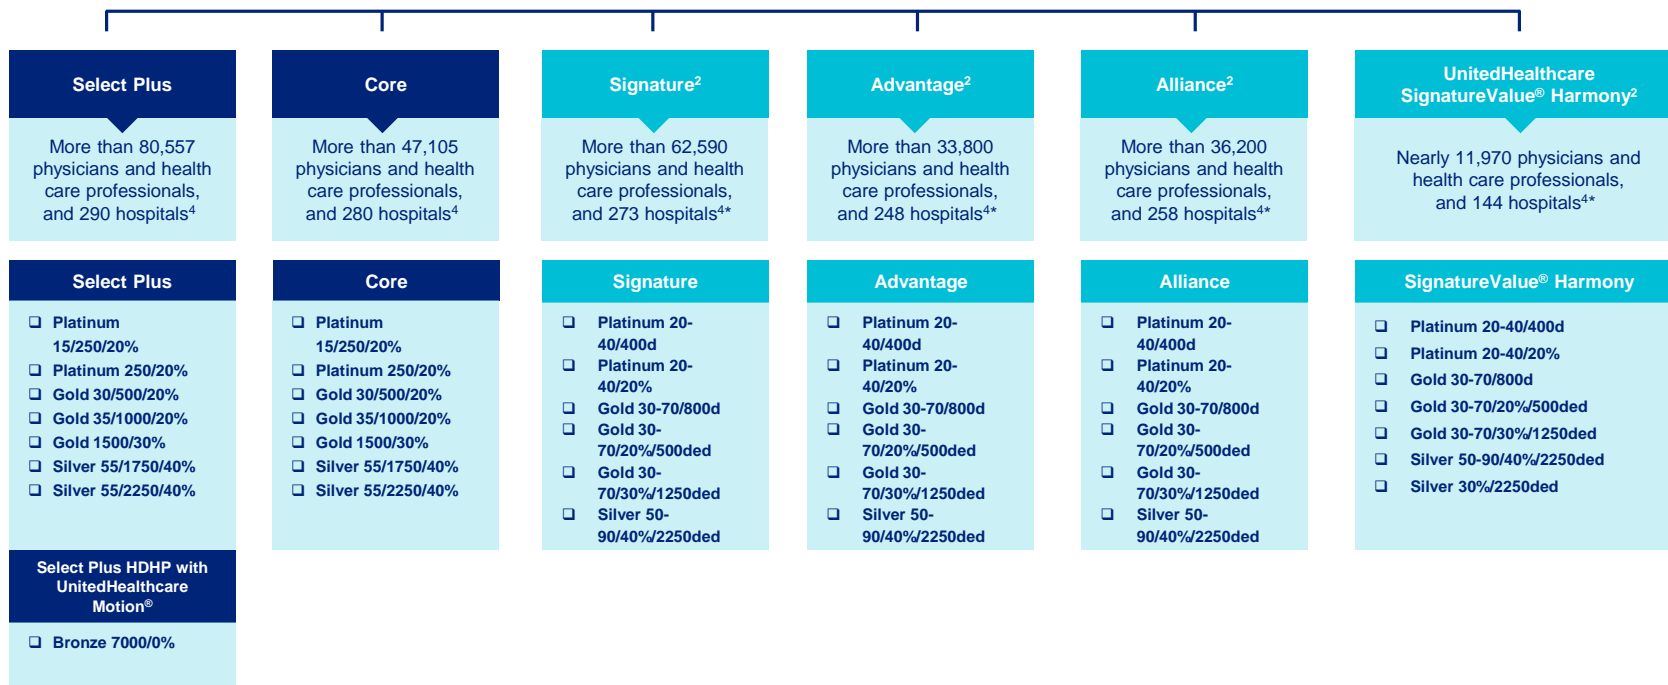 Select Plus
More than 80,557
physicians and health
care professionals,
and 290 hospitals⁴
Core
More than 47,105
physicians and health
care professionals,
and 280 hospitals⁴
Signature²
More than 62,590
physicians and health
care professionals,
and 273 hospitals⁴*
Advantage²
More than 33,800
physicians and health
care professionals,
and 248 hospitals⁴*
Alliance²
More than 36,200
physicians and health
care professionals,
and 258 hospitals⁴*
UnitedHealthcare
SignatureValue® Harmony²
Nearly 11,970 physicians and
health care professionals,
and 144 hospitals⁴*
Select Plus
❑ Platinum
15/250/20%
❑ Platinum 250/20%
❑ Gold 30/500/20%
❑ Gold 35/1000/20%
❑ Gold 1500/30%
❑ Silver 55/1750/40%
❑ Silver 55/2250/40%
Select Plus HDHP with
UnitedHealthcare
Motion®
❑ Bronze 7000/0%
Core
❑ Platinum
15/250/20%
❑ Platinum 250/20%
❑ Gold 30/500/20%
❑ Gold 35/1000/20%
❑ Gold 1500/30%
❑ Silver 55/1750/40%
❑ Silver 55/2250/40%
Signature
❑ Platinum 20-
40/400d
❑ Platinum 20-
40/20%
❑ Gold 30-70/800d
❑ Gold 30-
70/20%/500ded
❑ Gold 30-
70/30%/1250ded
❑ Silver 50-
90/40%/2250ded
Advantage
❑ Platinum 20-
40/400d
❑ Platinum 20-
40/20%
❑ Gold 30-70/800d
❑ Gold 30-
70/20%/500ded
❑ Gold 30-
70/30%/1250ded
❑ Silver 50-
90/40%/2250ded
Alliance
❑ Platinum 20-
40/400d
❑ Platinum 20-
40/20%
❑ Gold 30-70/800d
❑ Gold 30-
70/20%/500ded
❑ Gold 30-
70/30%/1250ded
❑ Silver 50-
90/40%/2250ded
SignatureValue® Harmony
❑ Platinum 20-40/400d
❑ Platinum 20-40/20%
❑ Gold 30-70/800d
❑ Gold 30-70/20%/500ded
❑ Gold 30-70/30%/1250ded
❑ Silver 50-90/40%/2250ded
❑ Silver 30%/2250ded